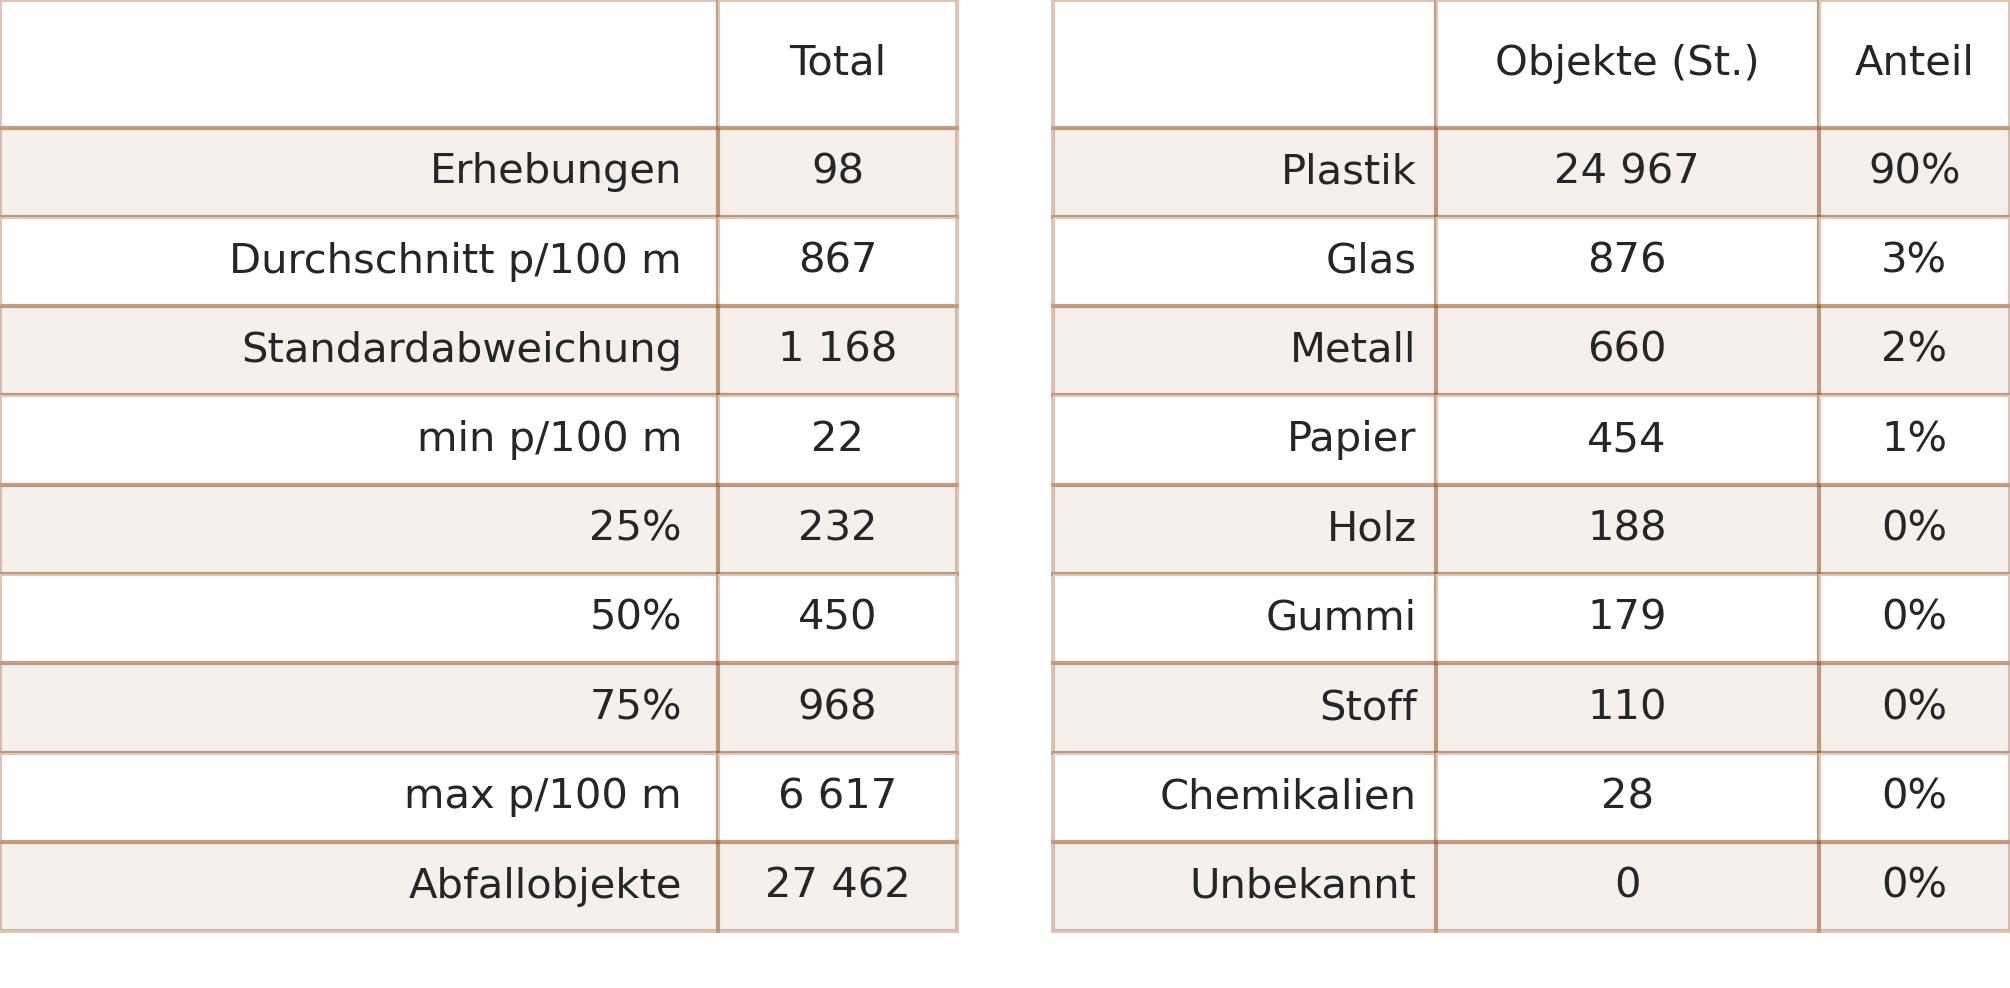 Total
Erhebungen 98
Durchschnitt p/100 m 867
Standardabweichung 1 168
min p/100 m 22
25% 232
50% 450
75% 968
max p/100 m 6 617
Abfallobjekte 27 462
Objekte (St.) Anteil
Plastik 24 967 90%
Glas 876 3%
Metall 660 2%
Papier 454 1%
Holz 188 0%
Gummi 179 0%
Stoff 110 0%
Chemikalien 28 0%
Unbekannt 0 0%